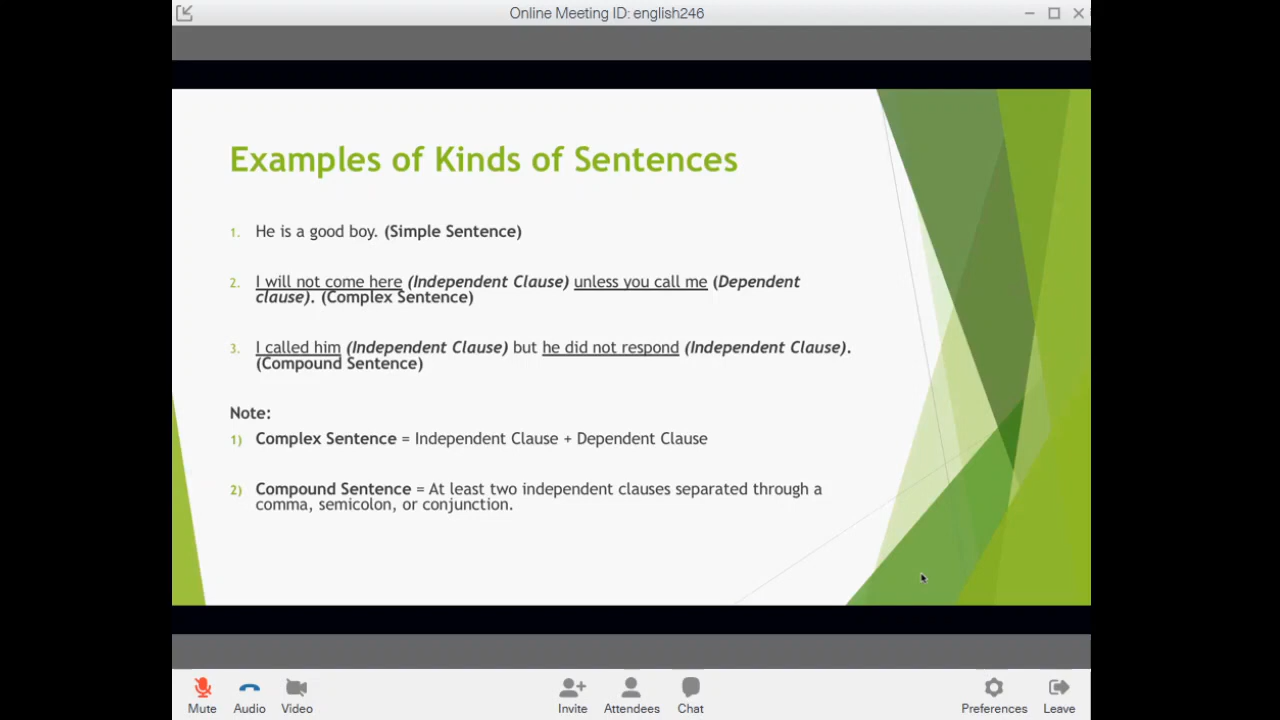 Online Meeting ID: english246
Examples of Kinds of Sentences
1. He is a good boy. (Simple Sentence)
2. I will not come here (Independent Clause) unless you call me (Dependent
clause). (Complex Sentence)
3. I called him (Independent Clause) but he did not respond (Independent Clause).
(Compound Sentence)
Note:
1) Complex Sentence = Independent Clause + Dependent Clause
2) Compound Sentence = At least two independent clauses separated through a
comma, semicolon, or conjunction.
Mute Audio Video Invite Attendees Chat Preferences Leave